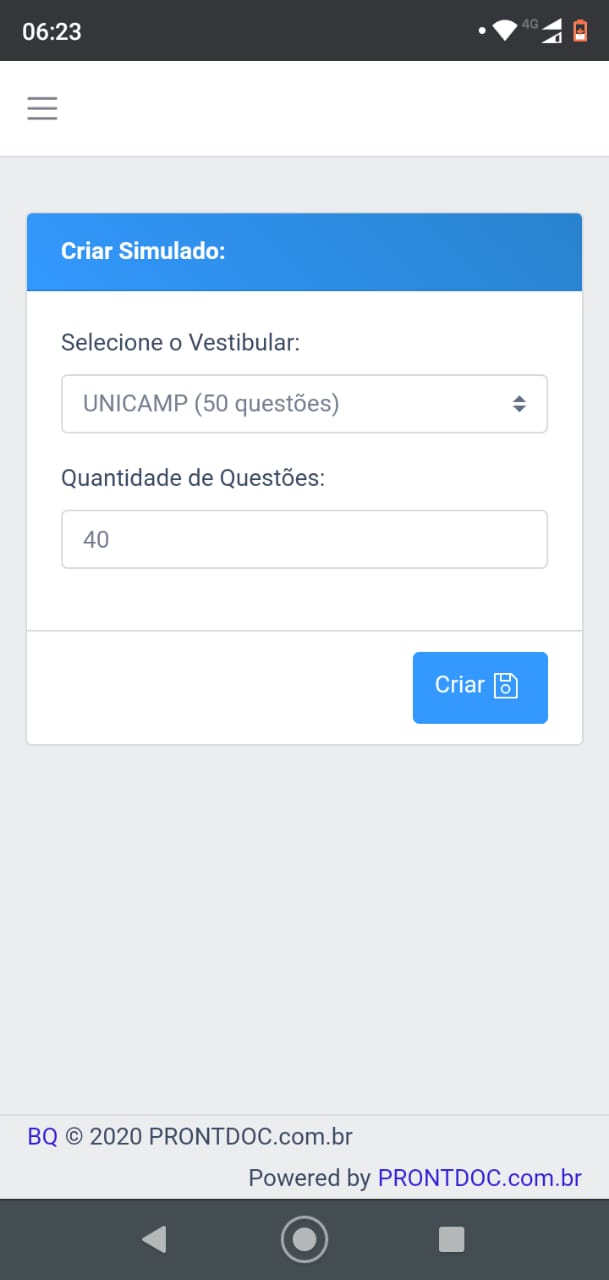 06:23
4G
Criar Simulado:
Selecione o Vestibular:
UNICAMP (50 questões)
Quantidade de Questões:
40
Criar
BQ © 2020 PRONTDOC.com.br
Powered by PRONTDOC.com.br